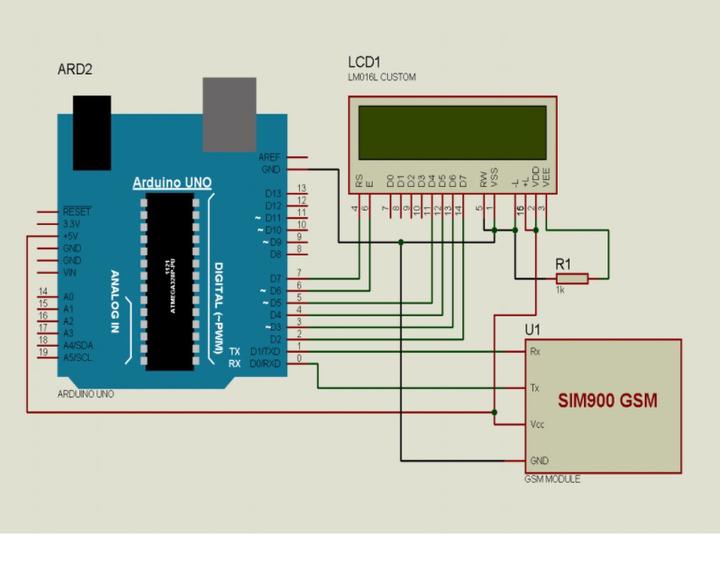 ARD2
LCD1
LM016L CUSTOM
Arduino UNO
ANALOG IN
DIGITAL (~PWM)
1121
ATMEGA328P-PU
RESET
3.3V
+5V
GND
GND
VIN
14 A0
15 A1
16 A2
17 A3
18 A4/SDA
19 A5/SCL
AREF
GND
D13 13
D12 12
~ D11 11
~ D10 10
~ D9 9
D8 8
D7 7
~ D6 6
~ D5 5
D4 4
~ D3 3
D2 2
TX D1/TXD 1
RX D0/RXD 0
ARDUINO UNO
RS E D0 D1 D2 D3 D4 D5 D6 D7 RW VSS -L +L VDD VEE
4 6 7 8 9 10 11 12 13 14 5 1 16 15 2 3
R1
1k
U1
Rx
Tx
Vcc
GND
SIM900 GSM
GSM MODULE